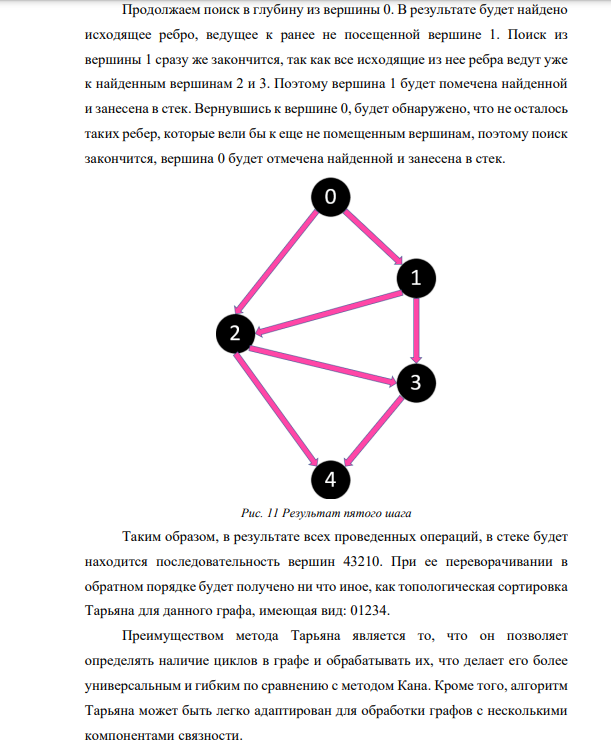 Продолжаем поиск в глубину из вершины 0. В результате будет найдено
исходящее ребро, ведущее к ранее не посещенной вершине 1. Поиск из
вершины 1 сразу же закончится, так как все исходящие из нее ребра ведут уже
к найденным вершинам 2 и 3. Поэтому вершина 1 будет помечена найденной
и занесена в стек. Вернувшись к вершине 0, будет обнаружено, что не осталось
таких ребер, которые вели бы к еще не помещенным вершинам, поэтому поиск
закончится, вершина 0 будет отмечена найденной и занесена в стек.
0
1
2
3
4
Рис. 11 Результат пятого шага
Таким образом, в результате всех проведенных операций, в стеке будет
находится последовательность вершин 43210. При ее переворачивании в
обратном порядке будет получено ни что иное, как топологическая сортировка
Тарьяна для данного графа, имеющая вид: 01234.
Преимуществом метода Тарьяна является то, что он позволяет
определять наличие циклов в графе и обрабатывать их, что делает его более
универсальным и гибким по сравнению с методом Кана. Кроме того, алгоритм
Тарьяна может быть легко адаптирован для обработки графов с несколькими
компонентами связности.